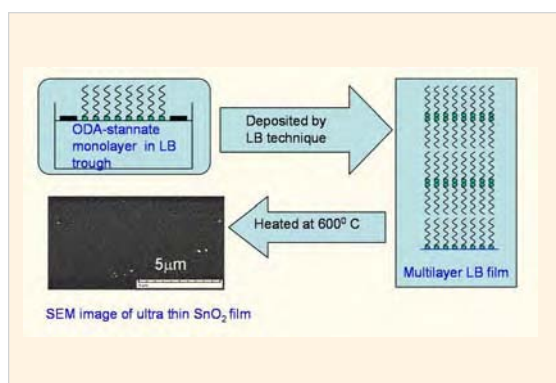 ODA-stannate
monolayer in LB
trough
Deposited by
LB technique
Multilayer LB film
Heated at 600⁰ C
5μm
SEM image of ultra thin SnO₂ film